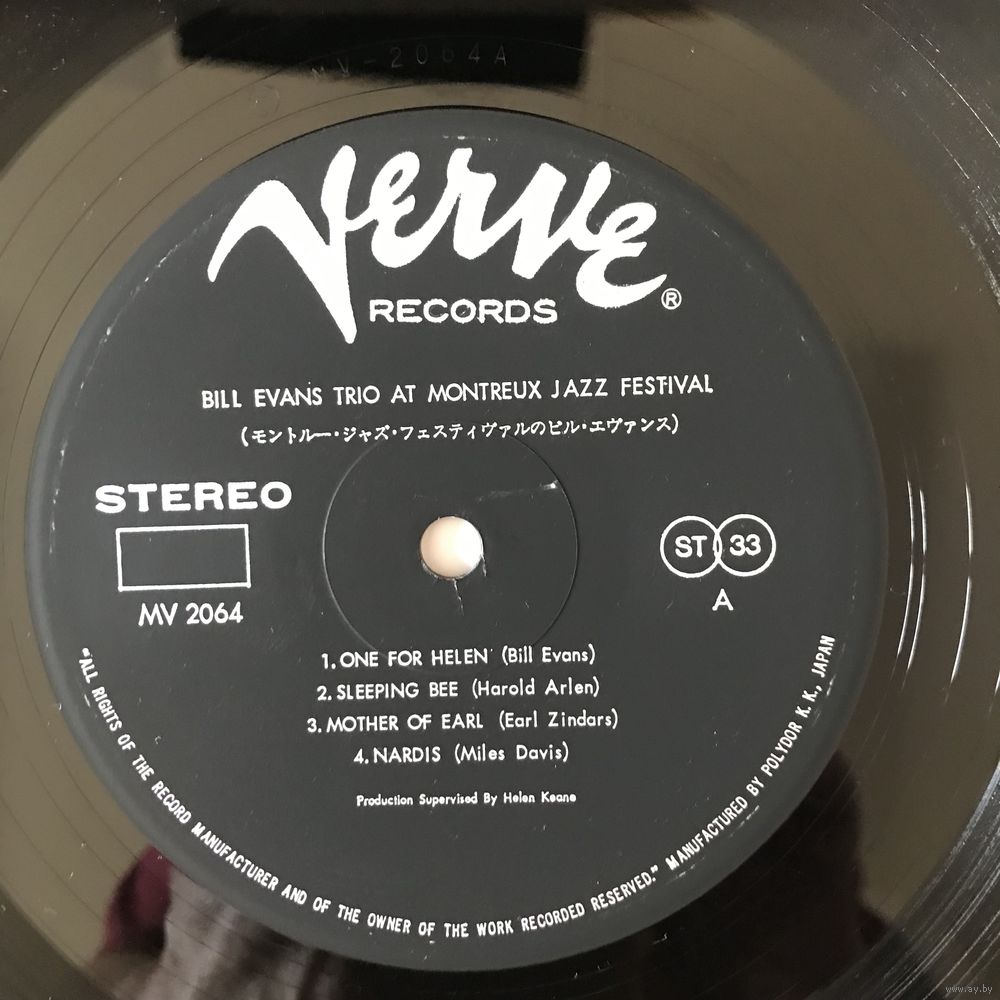 MV-2064A
Verve
RECORDS ®
BILL EVANS TRIO AT MONTREUX JAZZ FESTIVAL
(モントルー・ジャズ・フェスティヴァルのビル・エヴァンス)
STEREO
MV 2064
ST 33
A
1. ONE FOR HELEN (Bill Evans)
2. SLEEPING BEE (Harold Arlen)
3. MOTHER OF EARL (Earl Zindars)
4. NARDIS (Miles Davis)
Production Supervised By Helen Keane
"ALL RIGHTS OF THE RECORD MANUFACTURER AND OF THE OWNER OF THE WORK RECORDED RESERVED." MANUFACTURED BY POLYDOR K.K., JAPAN
www.ay.by